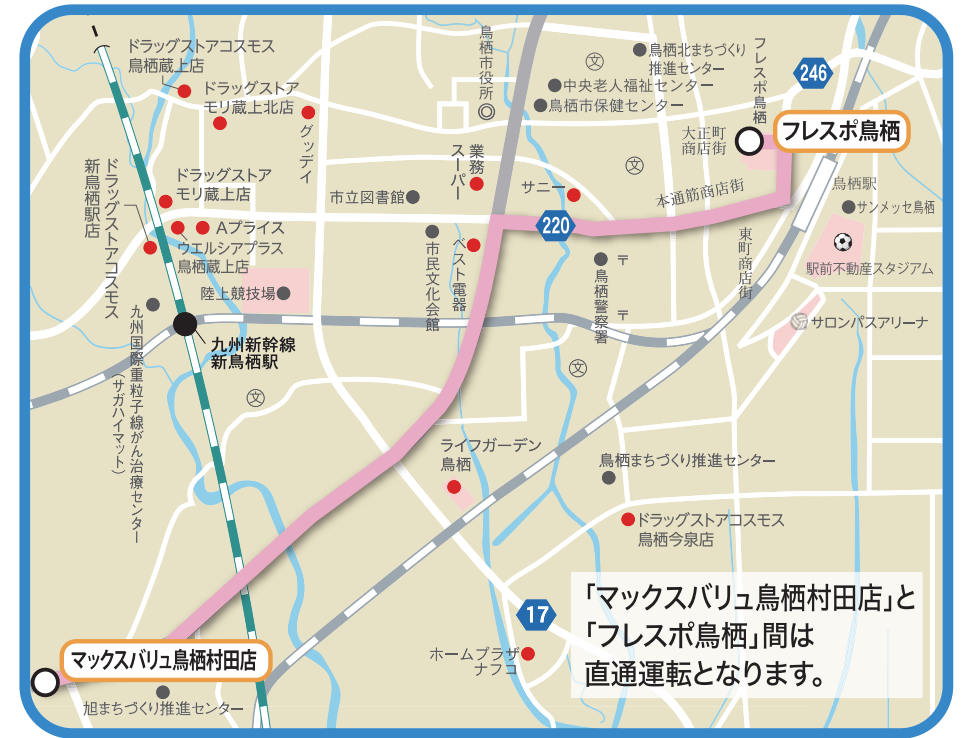 ドラッグストアコスモス
鳥栖蔵上店
ドラッグストア
モリ蔵上北店
グッデイ
鳥栖市役所
文
鳥栖北まちづくり
推進センター
中央老人福祉センター
鳥栖市保健センター
フレスポ鳥栖
246
フレスポ鳥栖
大正町
商店街
業務
スーパー
文
サニー
本通筋商店街
鳥栖駅
サンメッセ鳥栖
ドラッグストアコスモス
新鳥栖駅店
ドラッグストア
モリ蔵上店
市立図書館
Aプライス
ウエルシアプラス
鳥栖蔵上店
220
市民文化会館
ベスト電器
〒
鳥栖警察署
〒
東町商店街
駅前不動産スタジアム
陸上競技場
サロンパスアリーナ
九州新幹線
新鳥栖駅
九州国際重粒子線がん治療センター
(サガハイマット)
文
文
ライフガーデン
鳥栖
鳥栖まちづくり推進センター
ドラッグストアコスモス
鳥栖今泉店
17
ホームプラザ
ナフコ
マックスバリュ鳥栖村田店
旭まちづくり推進センター
「マックスバリュ鳥栖村田店」と
「フレスポ鳥栖」間は
直通運転となります。